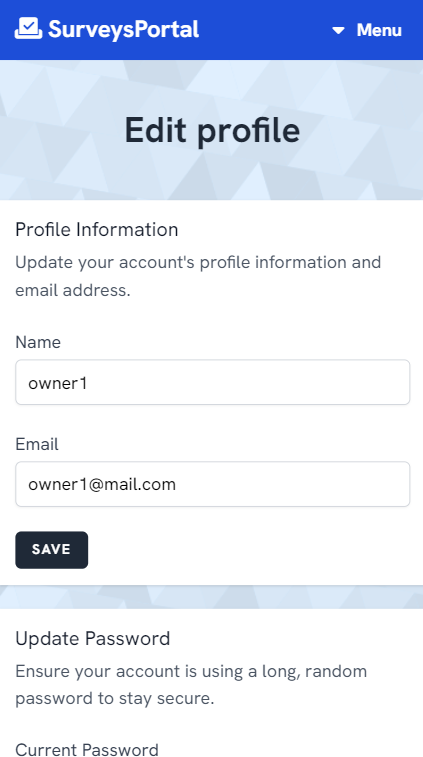 SurveysPortal
Menu
Edit profile
Profile Information
Update your account's profile information and
email address.
Name
owner1
Email
owner1@mail.com
SAVE
Update Password
Ensure your account is using a long, random
password to stay secure.
Current Password